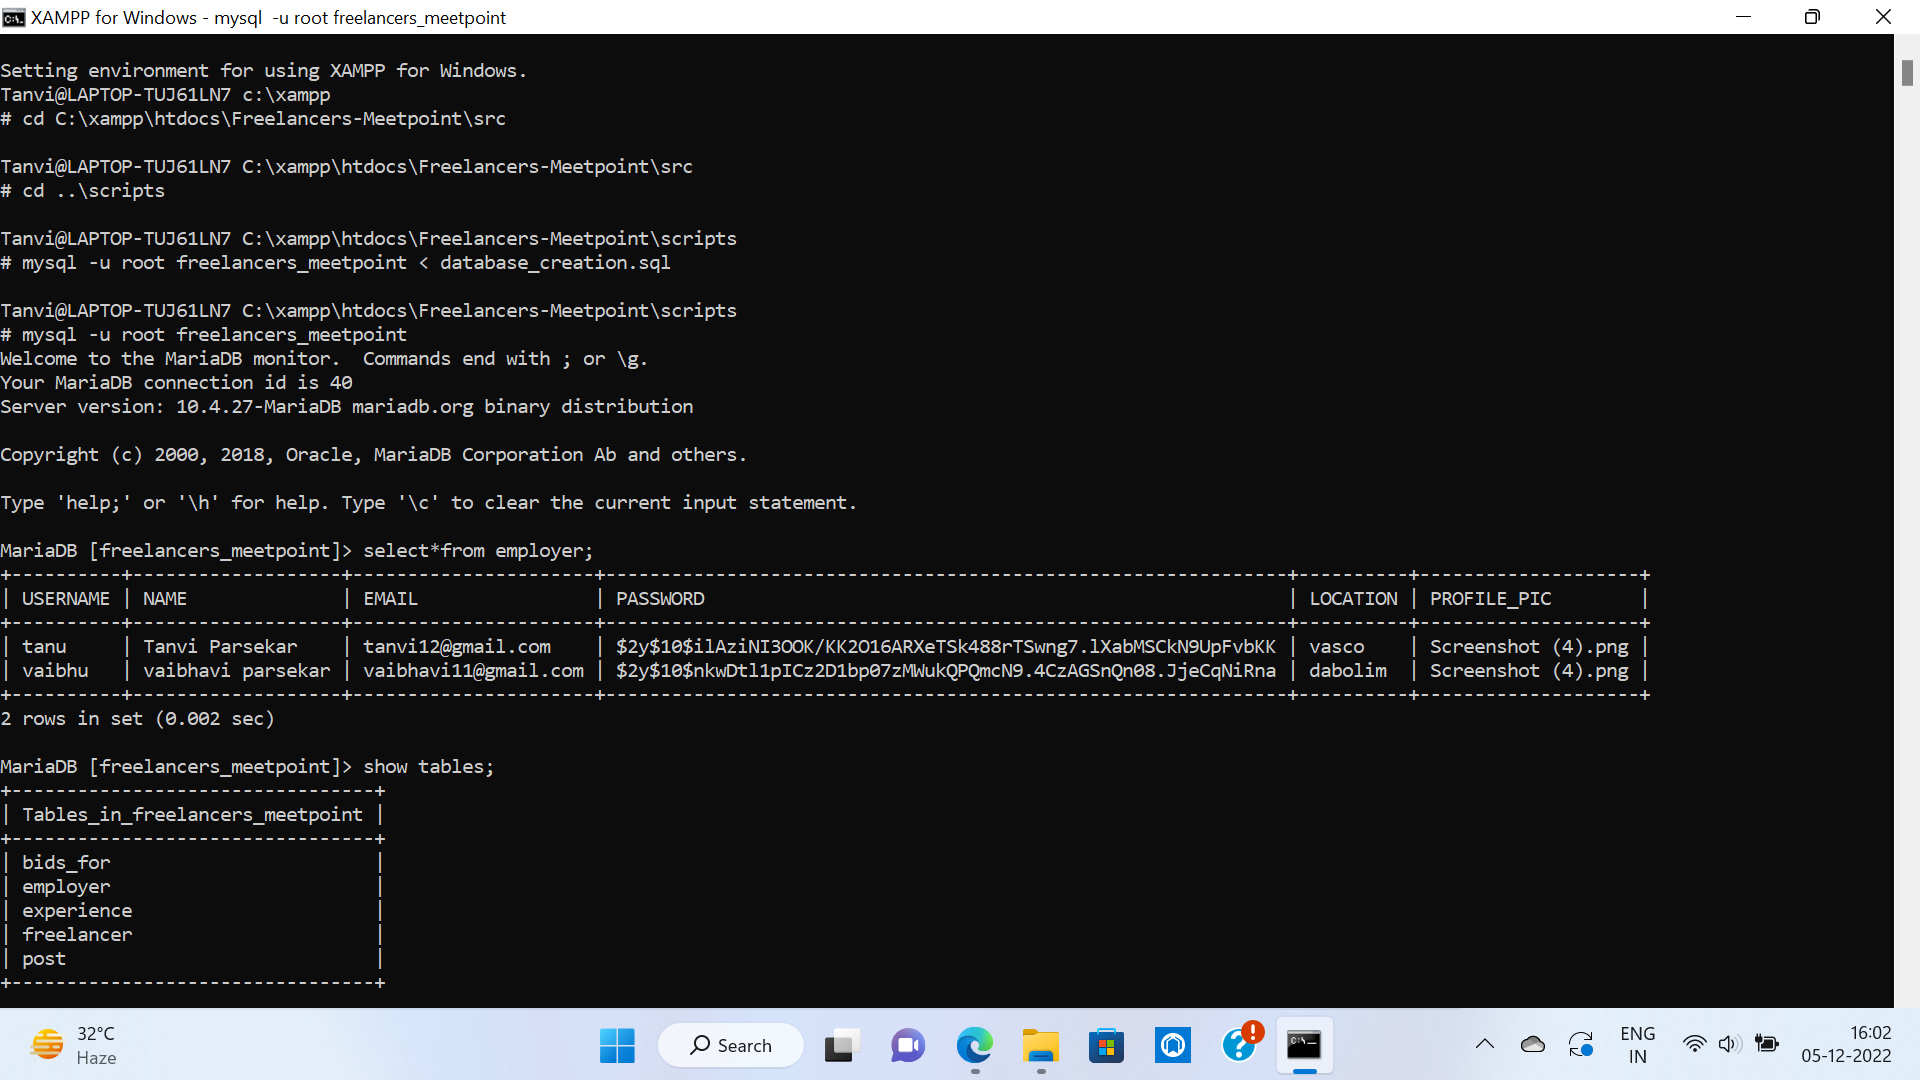 XAMPP for Windows - mysql  -u root freelancers_meetpoint
Setting environment for using XAMPP for Windows.
Tanvi@LAPTOP-TUJ61LN7 c:\xampp
# cd C:\xampp\htdocs\Freelancers-Meetpoint\src
Tanvi@LAPTOP-TUJ61LN7 C:\xampp\htdocs\Freelancers-Meetpoint\src
# cd ..\scripts
Tanvi@LAPTOP-TUJ61LN7 C:\xampp\htdocs\Freelancers-Meetpoint\scripts
# mysql -u root freelancers_meetpoint < database_creation.sql
Tanvi@LAPTOP-TUJ61LN7 C:\xampp\htdocs\Freelancers-Meetpoint\scripts
# mysql -u root freelancers_meetpoint
Welcome to the MariaDB monitor.  Commands end with ; or \g.
Your MariaDB connection id is 40
Server version: 10.4.27-MariaDB mariadb.org binary distribution
Copyright (c) 2000, 2018, Oracle, MariaDB Corporation Ab and others.
Type 'help;' or '\h' for help. Type '\c' to clear the current input statement.
MariaDB [freelancers_meetpoint]> select*from employer;
| USERNAME | NAME | EMAIL | PASSWORD | LOCATION | PROFILE_PIC |
| tanu | Tanvi Parsekar | tanvi12@gmail.com | $2y$10$ilAziNI3OOK/KK2O16ARXeTSk488rTSwng7.lXabMSCkN9UpFvbKK | vasco | Screenshot (4).png |
| vaibhu | vaibhavi parsekar | vaibhavi11@gmail.com | $2y$10$nkwDtl1pICz2D1bp07zMWukQPQmcN9.4CzAGSnQn08.JjeCqNiRna | dabolim | Screenshot (4).png |
2 rows in set (0.002 sec)
MariaDB [freelancers_meetpoint]> show tables;
| Tables_in_freelancers_meetpoint |
| bids_for |
| employer |
| experience |
| freelancer |
| post |
32°C
Haze
Search
ENG
IN
16:02
05-12-2022